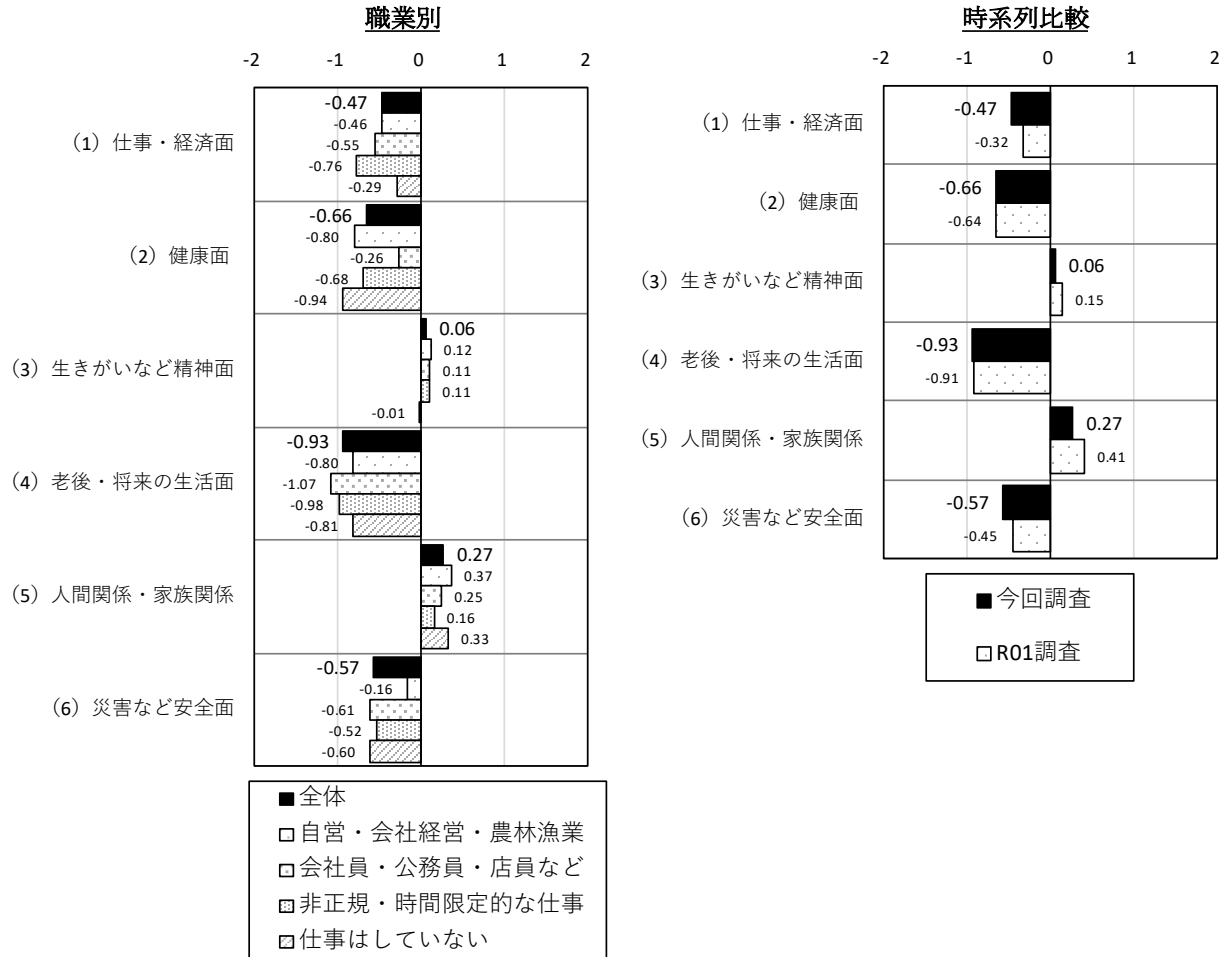 職業別
-2 -1 0 1 2
(1)仕事・経済面
-0.47
-0.46
-0.55
-0.76
-0.29
(2)健康面
-0.66
-0.80
-0.26
-0.68
-0.94
(3)生きがいなど精神面
0.06
0.12
0.11
0.11
-0.01
(4)老後・将来の生活面
-0.93
-0.80
-1.07
-0.98
-0.81
(5)人間関係・家族関係
0.27
0.37
0.25
0.16
0.33
(6)災害など安全面
-0.57
-0.16
-0.61
-0.52
-0.60
全体
自営・会社経営・農林漁業
会社員・公務員・店員など
非正規・時間限定的な仕事
仕事はしていない
時系列比較
-2 -1 0 1 2
(1)仕事・経済面
-0.47
-0.32
(2)健康面
-0.66
-0.64
(3)生きがいなど精神面
0.06
0.15
(4)老後・将来の生活面
-0.93
-0.91
(5)人間関係・家族関係
0.27
0.41
(6)災害など安全面
-0.57
-0.45
今回調査
R01調査